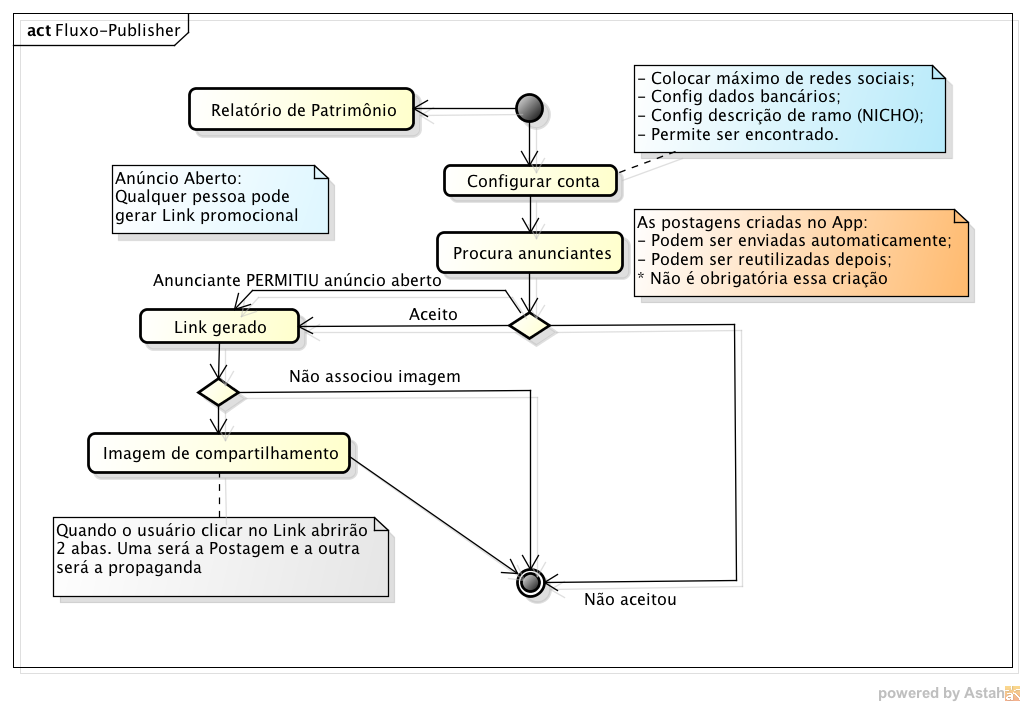 act Fluxo-Publisher
Relatório de Patrimônio
- Colocar máximo de redes sociais;
- Config dados bancários;
- Config descrição de ramo (NICHO);
- Permite ser encontrado.
Anúncio Aberto:
Qualquer pessoa pode
gerar Link promocional
Configurar conta
As postagens criadas no App:
- Podem ser enviadas automaticamente;
- Podem ser reutilizadas depois;
* Não é obrigatória essa criação
Procura anunciantes
Anunciante PERMITIU anúncio aberto
Aceito
Link gerado
Não associou imagem
Imagem de compartilhamento
Quando o usuário clicar no Link abrirão
2 abas. Uma será a Postagem e a outra
será a propaganda
Não aceitou
powered by Astah